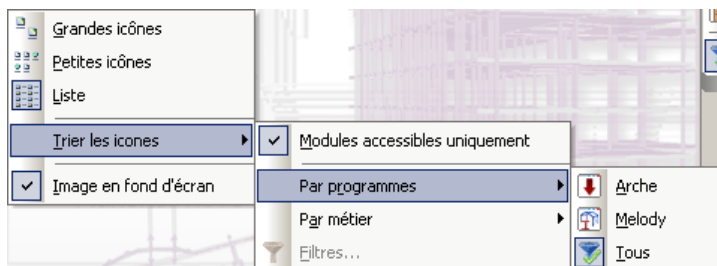 Grandes icônes
Petites icônes
Liste
Trier les icones
Image en fond d'écran
Modules accessibles uniquement
Par programmes
Par métier
Filtres...
Arche
Melody
Tous